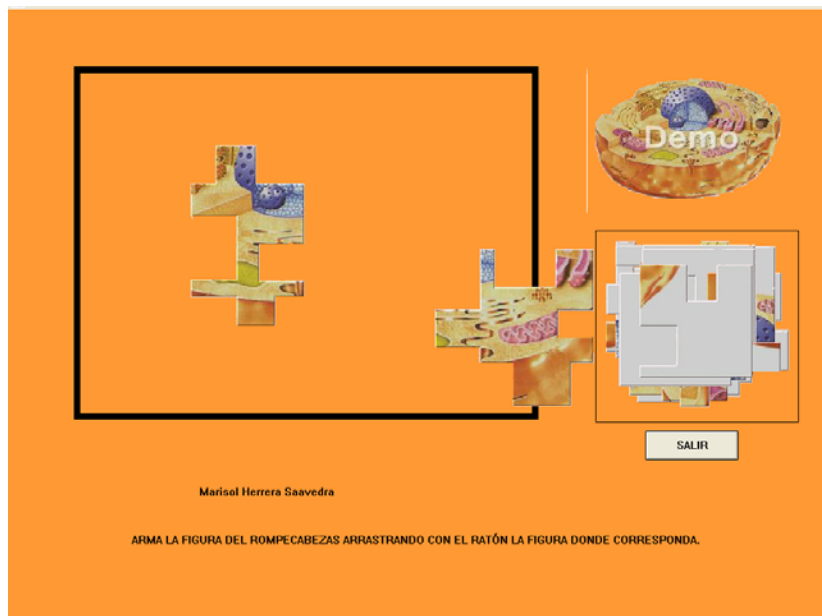 Demo
SALIR
Marisol Herrera Saavedra
ARMA LA FIGURA DEL ROMPECABEZAS ARRASTRANDO CON EL RATÓN LA FIGURA DONDE CORRESPONDA.